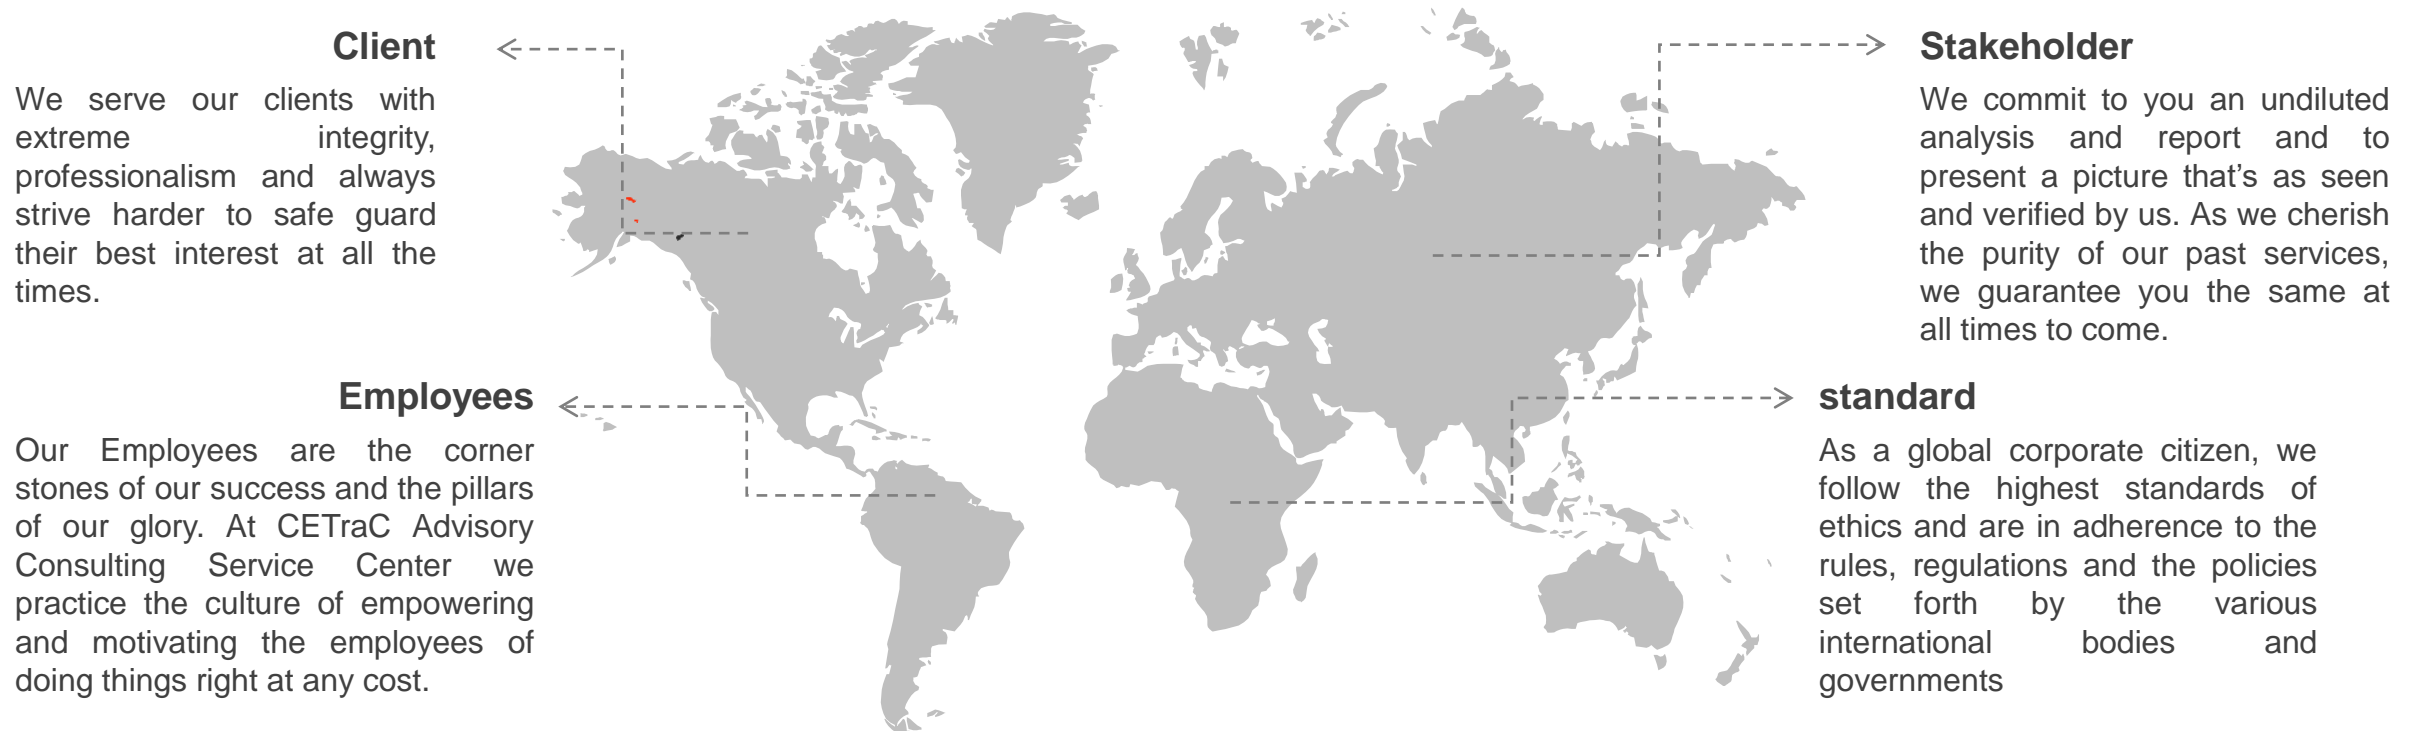 Client
We serve our clients with
extreme integrity,
professionalism and always
strive harder to safe guard
their best interest at all the
times.
Employees
Our Employees are the corner
stones of our success and the pillars
of our glory. At CETraC Advisory
Consulting Service Center we
practice the culture of empowering
and motivating the employees of
doing things right at any cost.
Stakeholder
We commit to you an undiluted
analysis and report and to
present a picture that’s as seen
and verified by us. As we cherish
the purity of our past services,
we guarantee you the same at
all times to come.
standard
As a global corporate citizen, we
follow the highest standards of
ethics and are in adherence to the
rules, regulations and the policies
set forth by the various
international bodies and
governments